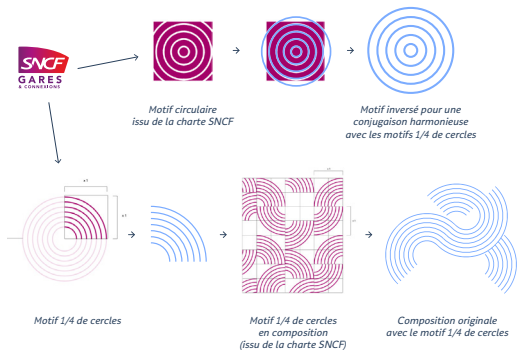 SNCF
GARES
& CONNEXIONS
Motif circulaire
issu de la charte SNCF
Motif inversé pour une
conjugaison harmonieuse
avec les motifs 1/4 de cercles
Motif 1/4 de cercles
Motif 1/4 de cercles
en composition
(issu de la charte SNCF)
Composition originale
avec le motif 1/4 de cercles